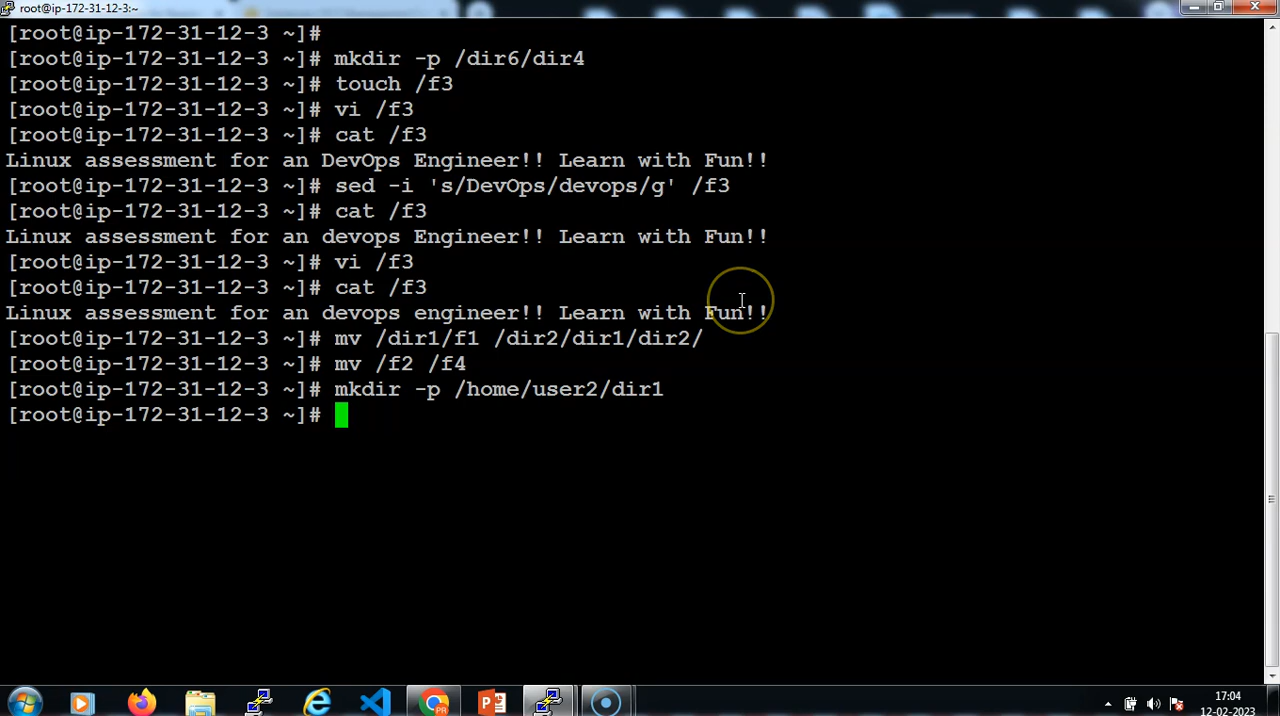 root@ip-172-31-12-3:~
[root@ip-172-31-12-3 ~]#
[root@ip-172-31-12-3 ~]# mkdir -p /dir6/dir4
[root@ip-172-31-12-3 ~]# touch /f3
[root@ip-172-31-12-3 ~]# vi /f3
[root@ip-172-31-12-3 ~]# cat /f3
Linux assessment for an DevOps Engineer!! Learn with Fun!!
[root@ip-172-31-12-3 ~]# sed -i 's/DevOps/devops/g' /f3
[root@ip-172-31-12-3 ~]# cat /f3
Linux assessment for an devops Engineer!! Learn with Fun!!
[root@ip-172-31-12-3 ~]# vi /f3
[root@ip-172-31-12-3 ~]# cat /f3
Linux assessment for an devops engineer!! Learn with Fun!!
[root@ip-172-31-12-3 ~]# mv /dir1/f1 /dir2/dir1/dir2/
[root@ip-172-31-12-3 ~]# mv /f2 /f4
[root@ip-172-31-12-3 ~]# mkdir -p /home/user2/dir1
[root@ip-172-31-12-3 ~]#
17:04
12-02-2023